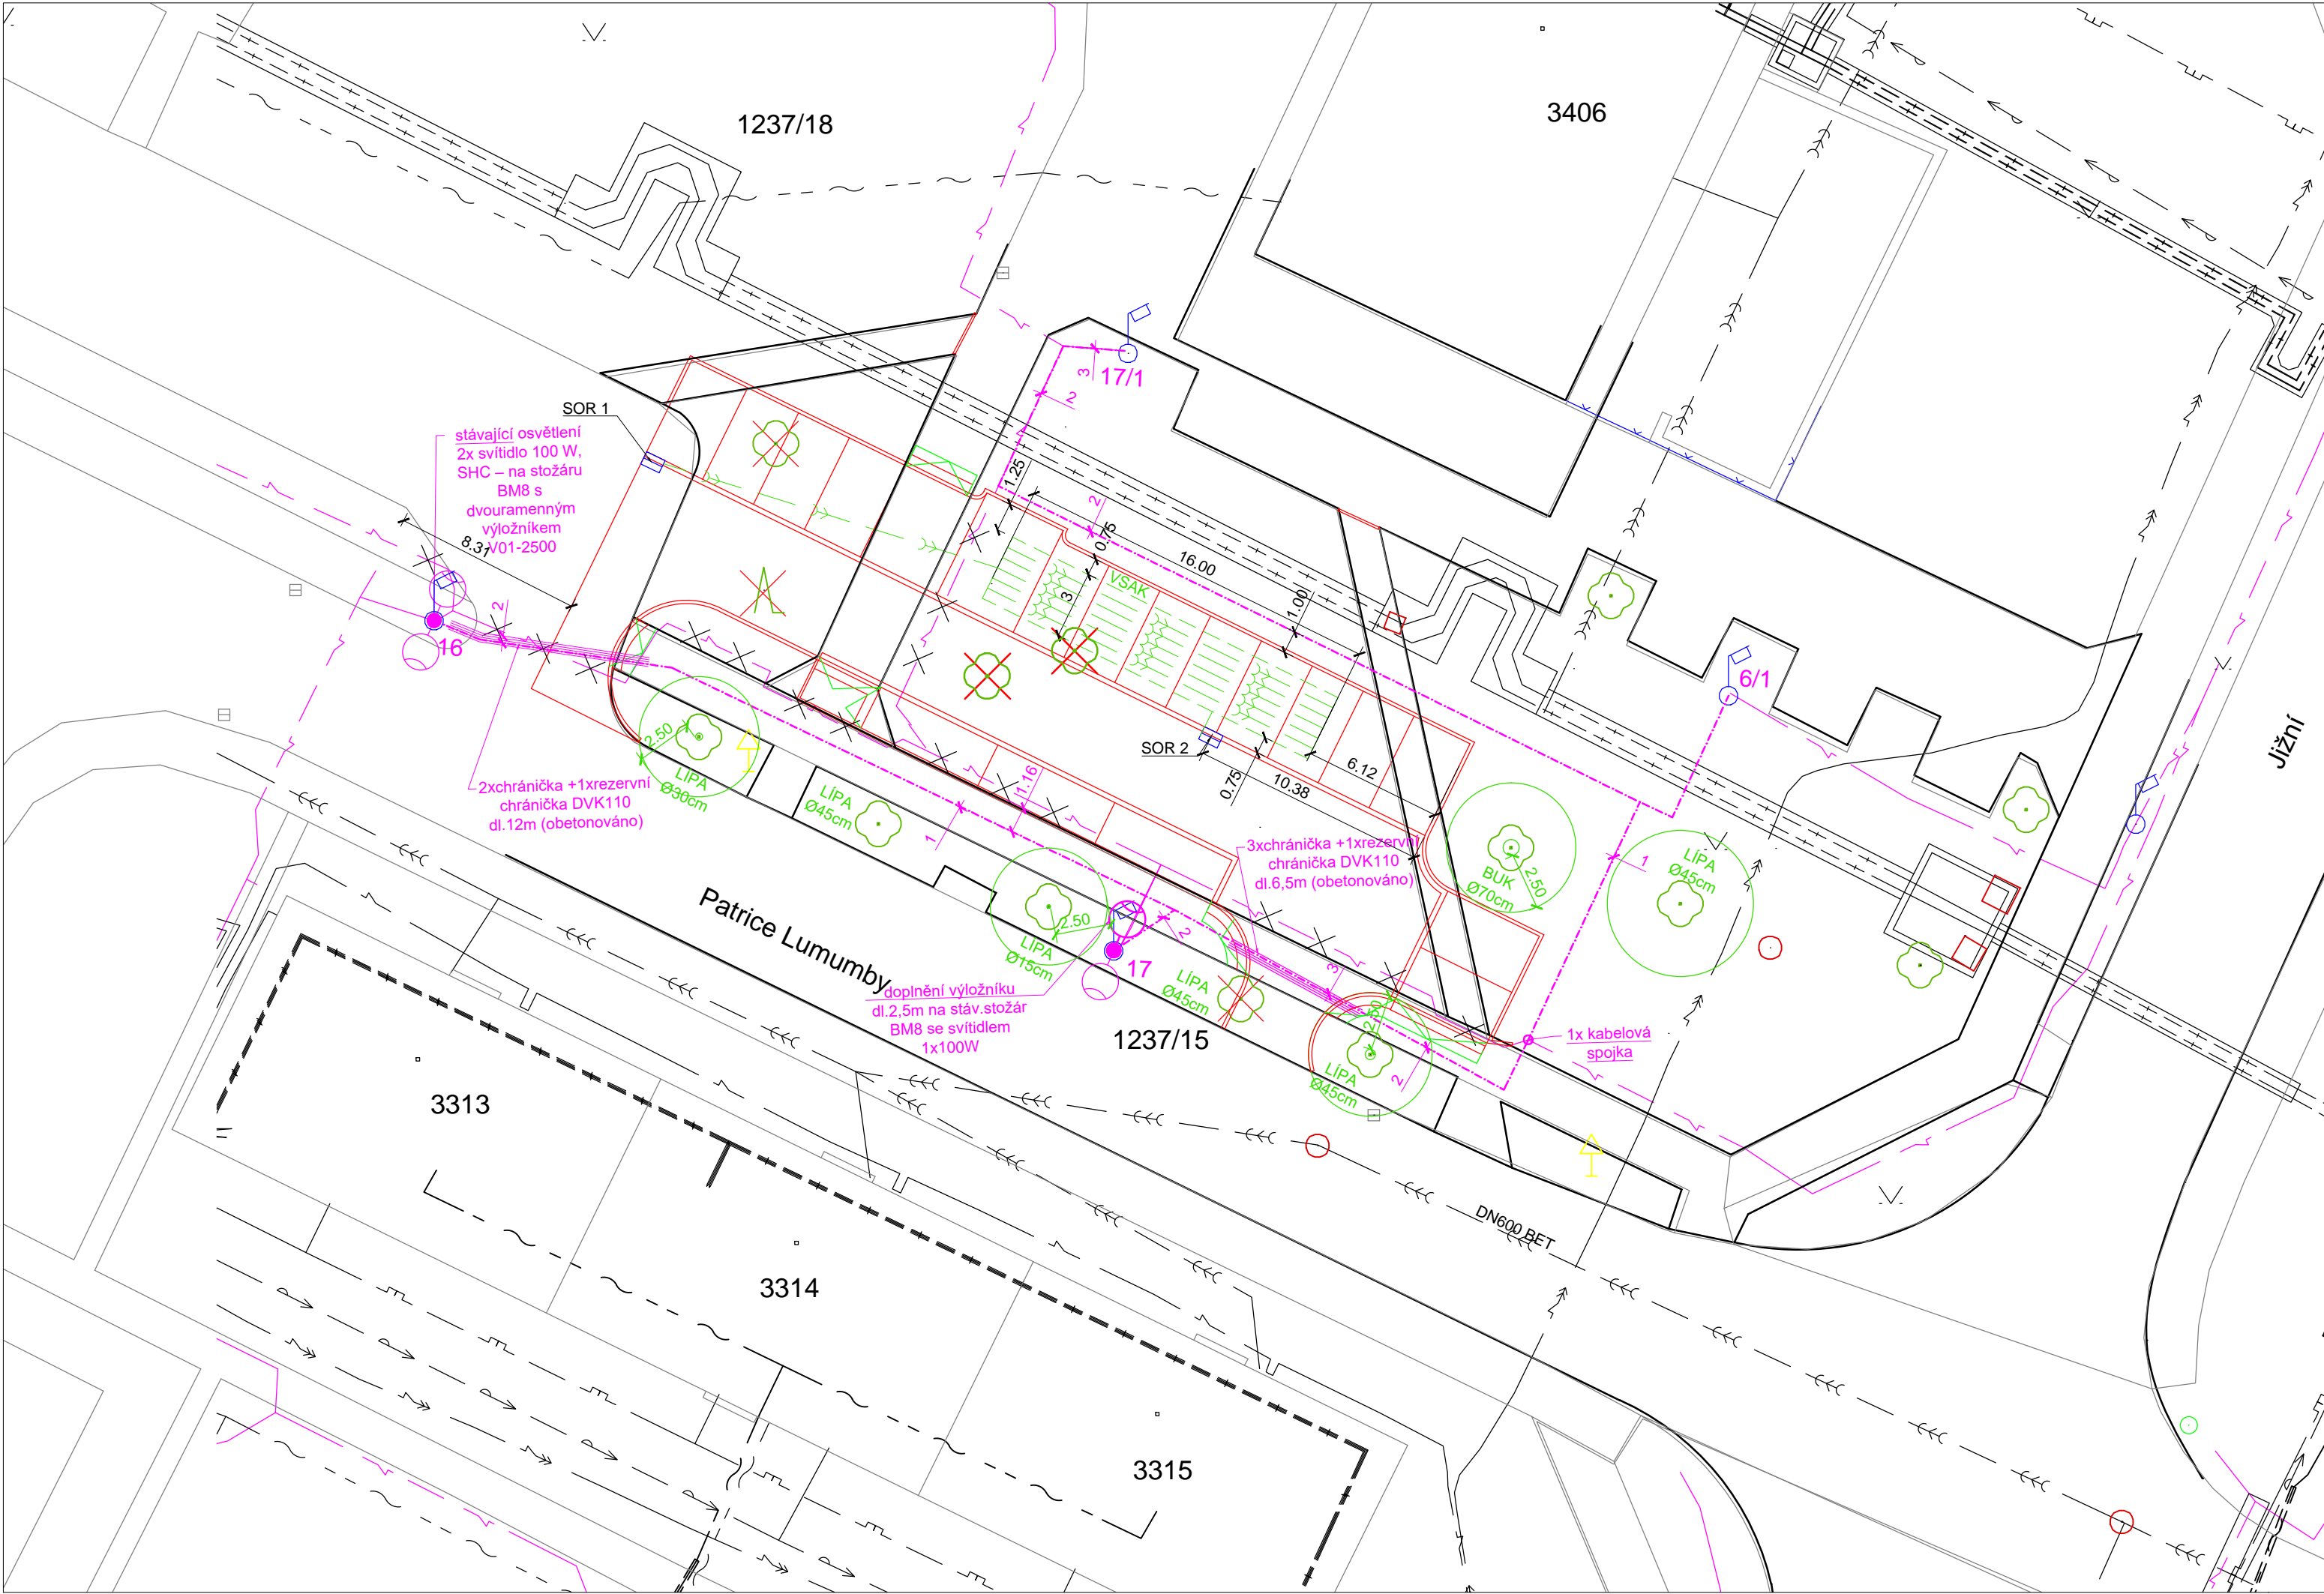 1237/18
3406
17/1
3
2
SOR 1
stávající osvětlení
2x svítidlo 100 W,
SHC – na stožáru
BM8 s
dvouramenným
výložníkem
V01-2500
8.31
2
16
1.25
2
0.75
16.00
VSAK
3
1.00
6/1
Jižní
2.50
LÍPA
Ø30cm
2xchránička +1xrezervní
chránička DVK110
dl.12m (obetonováno)
LÍPA
Ø45cm
1
1.16
SOR 2
0.75
10.38
6.12
3xchránička +1xrezervní
chránička DVK110
dl.6,5m (obetonováno)
BUK
Ø70cm
2.50
1
LÍPA
Ø45cm
Patrice Lumumby
2.50
LÍPA
Ø15cm
2
17
LÍPA
Ø45cm
3
doplnění výložníku
dl.2,5m na stáv.stožár
BM8 se svítidlem
1x100W
1237/15
2.50
LÍPA
Ø45cm
2
1x kabelová
spojka
3313
DN600 BET
3314
3315